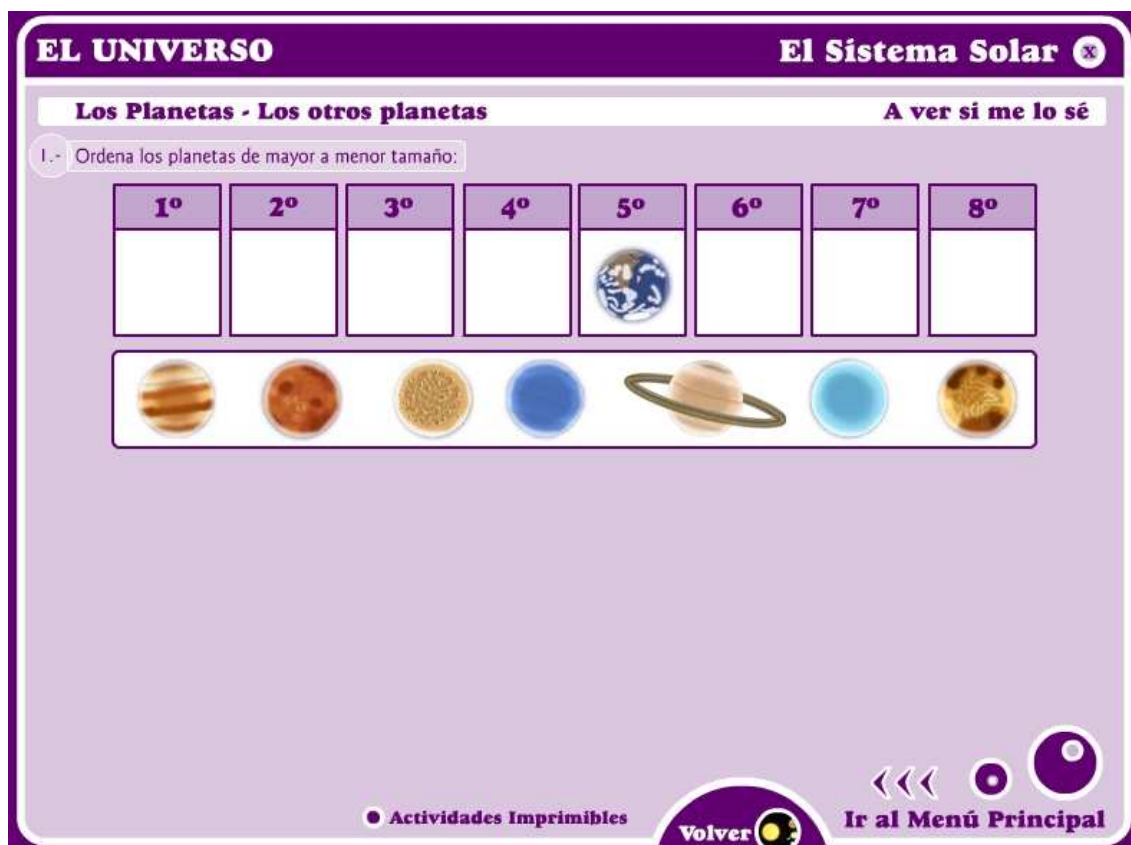 EL UNIVERSO
El Sistema Solar x
Los Planetas - Los otros planetas
A ver si me lo sé
1.- Ordena los planetas de mayor a menor tamaño:
1º 2º 3º 4º 5º 6º 7º 8º
Actividades Imprimibles
Volver
Ir al Menú Principal